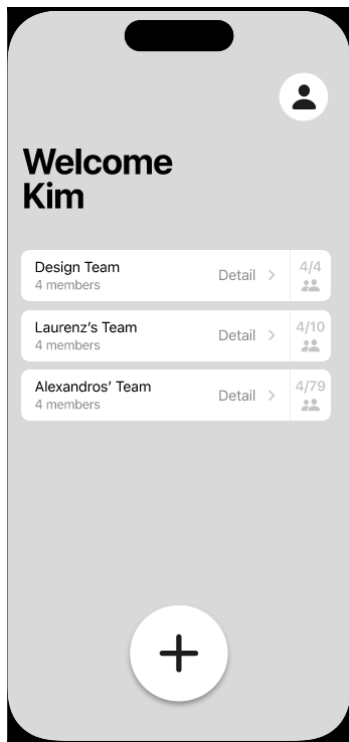 Welcome
Kim
Design Team
4 members
Detail
4/4
Laurenz’s Team
4 members
Detail
4/10
Alexandros’ Team
4 members
Detail
4/79